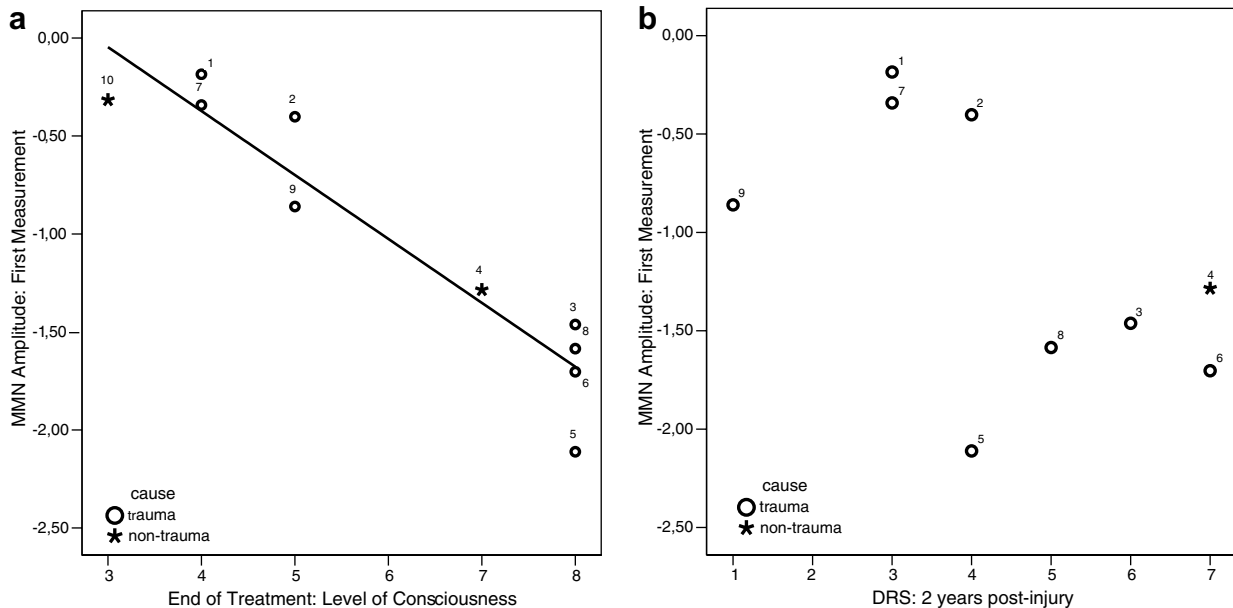 a
0,00
-0,50
-1,00
-1,50
-2,00
-2,50
MMN Amplitude: First Measurement
10
1
7
2
9
4
3
8
6
5
cause
trauma
non-trauma
3 4 5 6 7 8
End of Treatment: Level of Consciousness
b
0,00
-0,50
-1,00
-1,50
-2,00
-2,50
MMN Amplitude: First Measurement
1
7
2
9
4
3
8
6
5
cause
trauma
non-trauma
1 2 3 4 5 6 7
DRS: 2 years post-injury